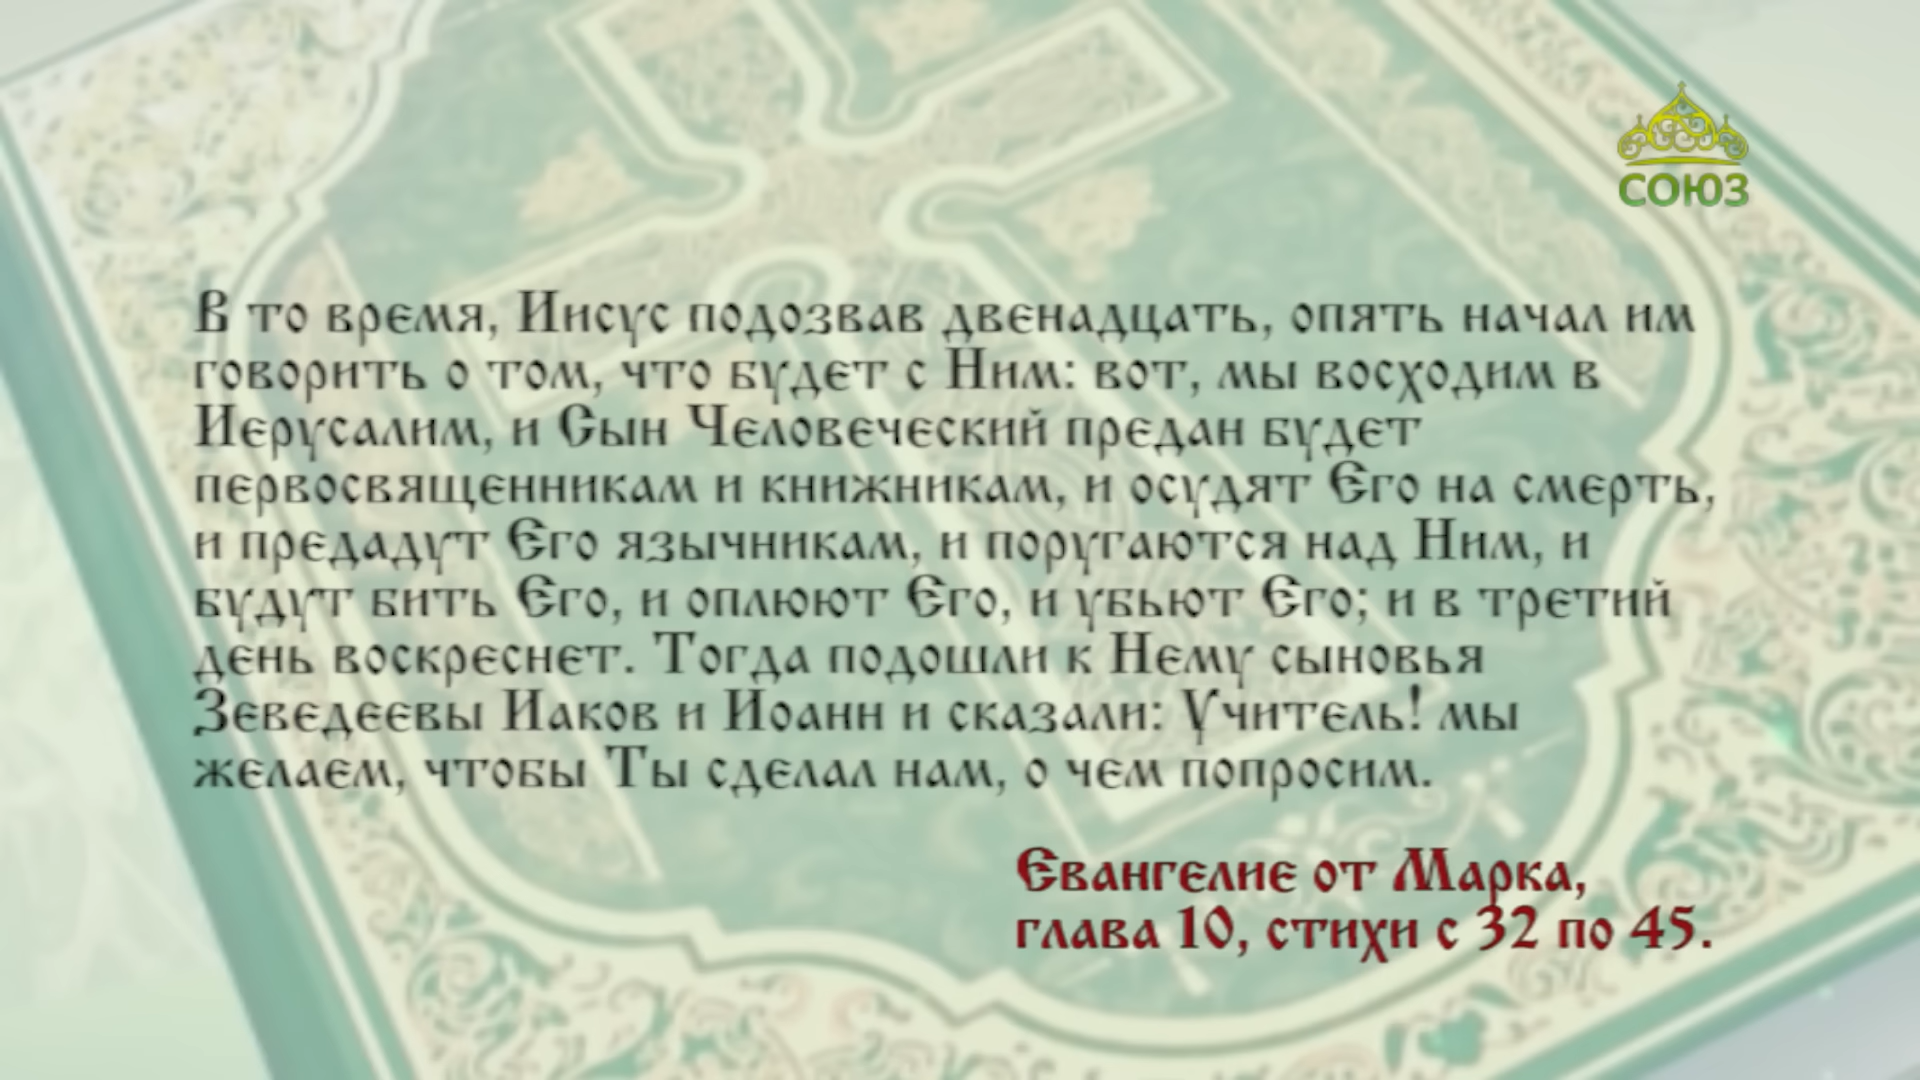 СОЮЗ
В то время, Иисус подозвав двенадцать, опять начал им
говорить о том, что будет с Ним: вот, мы восходим в
Иерусалим, и Сын Человеческий предан будет
первосвященникам и книжникам, и осудят Его на смерть,
и предадут Его язычникам, и поругаются над Ним, и
будут бить Его, и оплюют Его, и убьют Его; и в третий
день воскреснет. Тогда подошли к Нему сыновья
Зеведеевы Иаков и Иоанн и сказали: Учитель! мы
желаем, чтобы Ты сделал нам, о чем попросим.
Евангелие от Марка,
глава 10, стихи с 32 по 45.